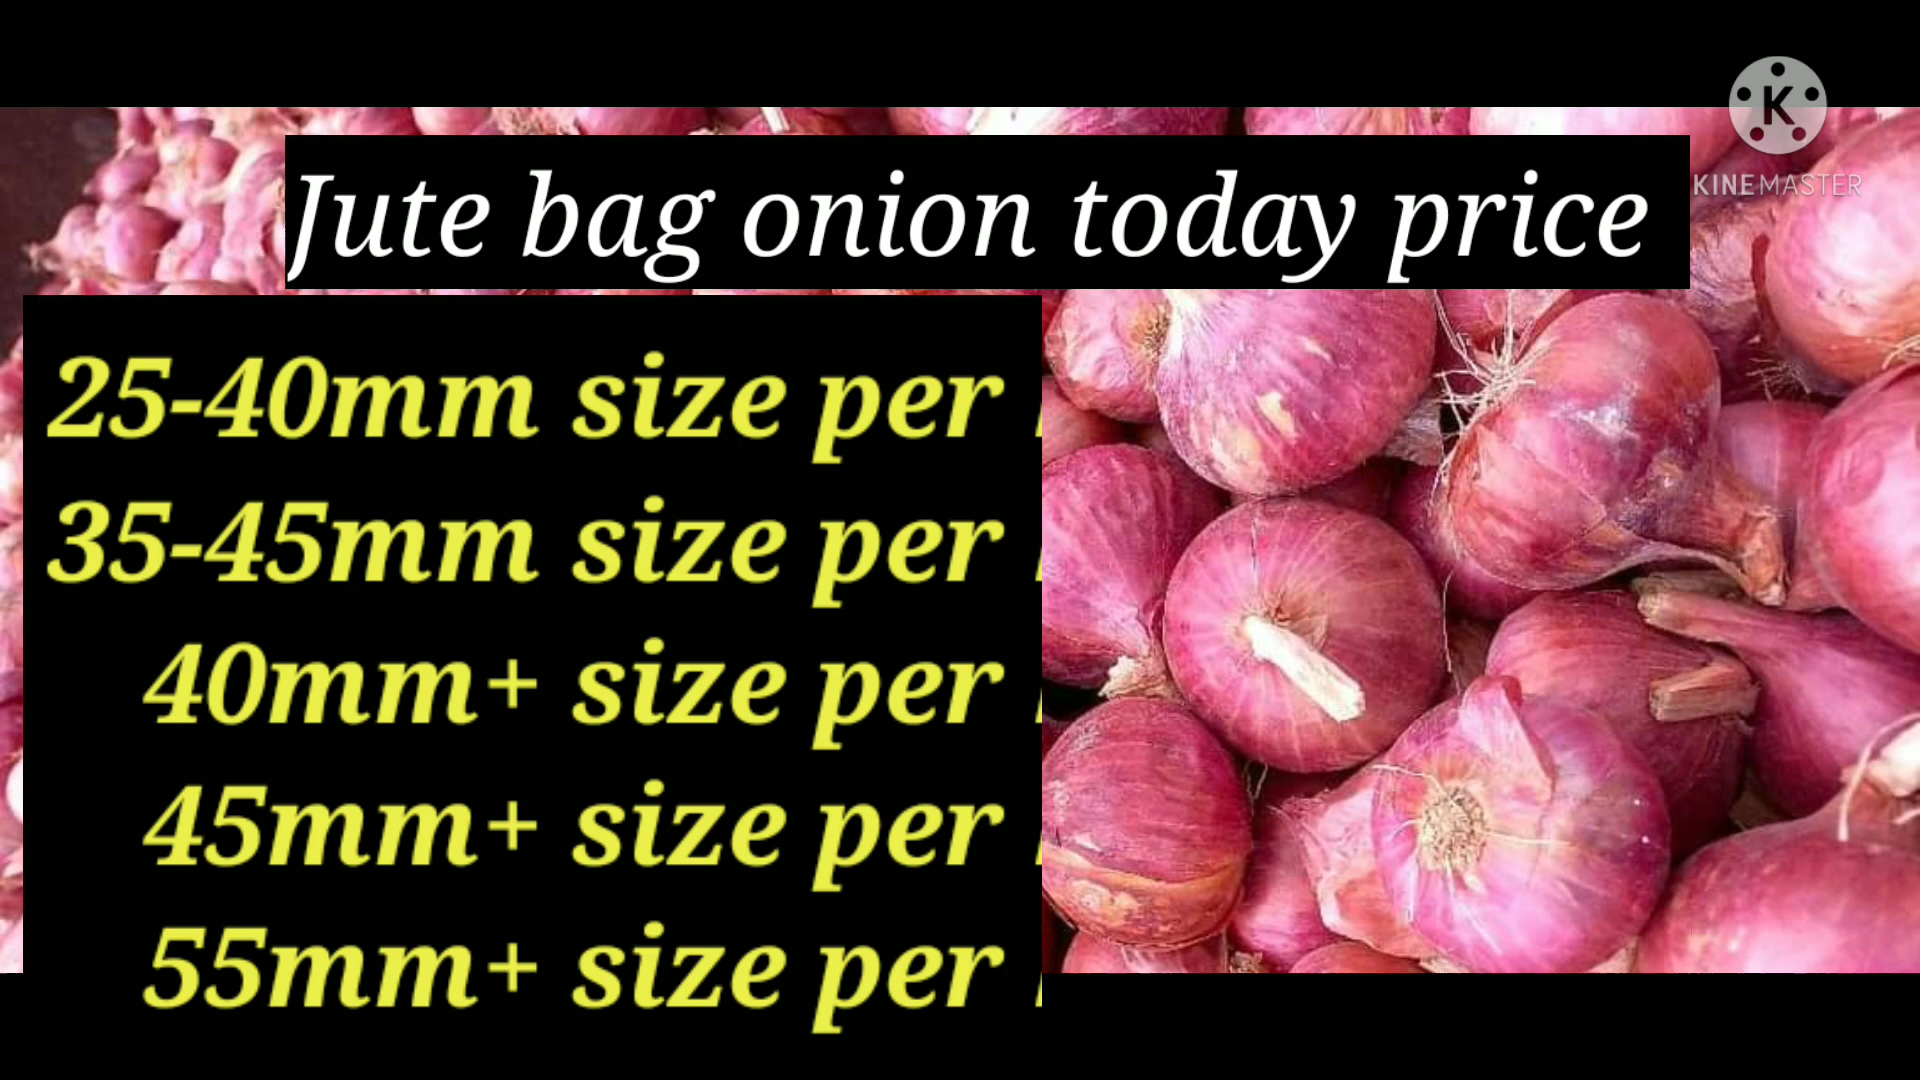 K
KINEMASTER
Jute bag onion today price
25-40mm size per
35-45mm size per
40mm+ size per
45mm+ size per
55mm+ size per